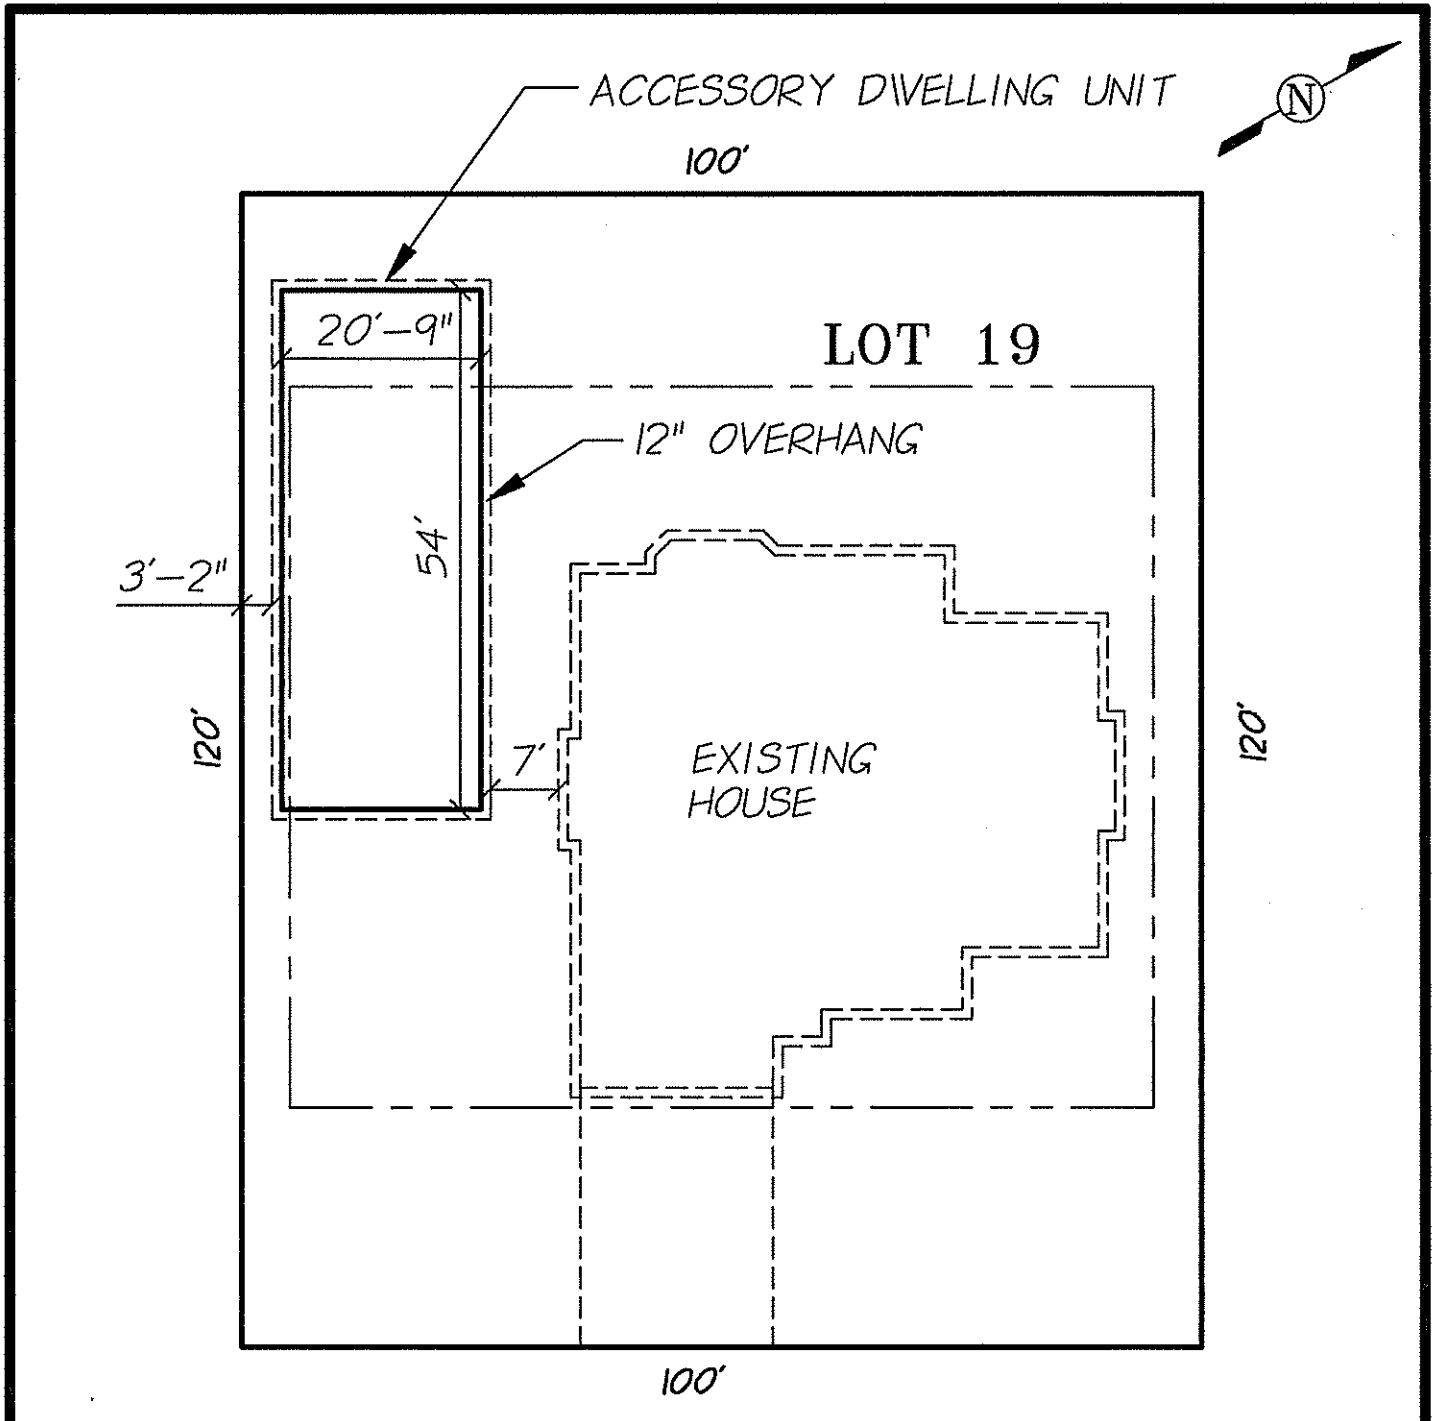 ACCESSORY DWELLING UNIT
N
100'
20'-9"
LOT 19
12" OVERHANG
54'
3'-2"
120'
7'
EXISTING
HOUSE
120'
100'